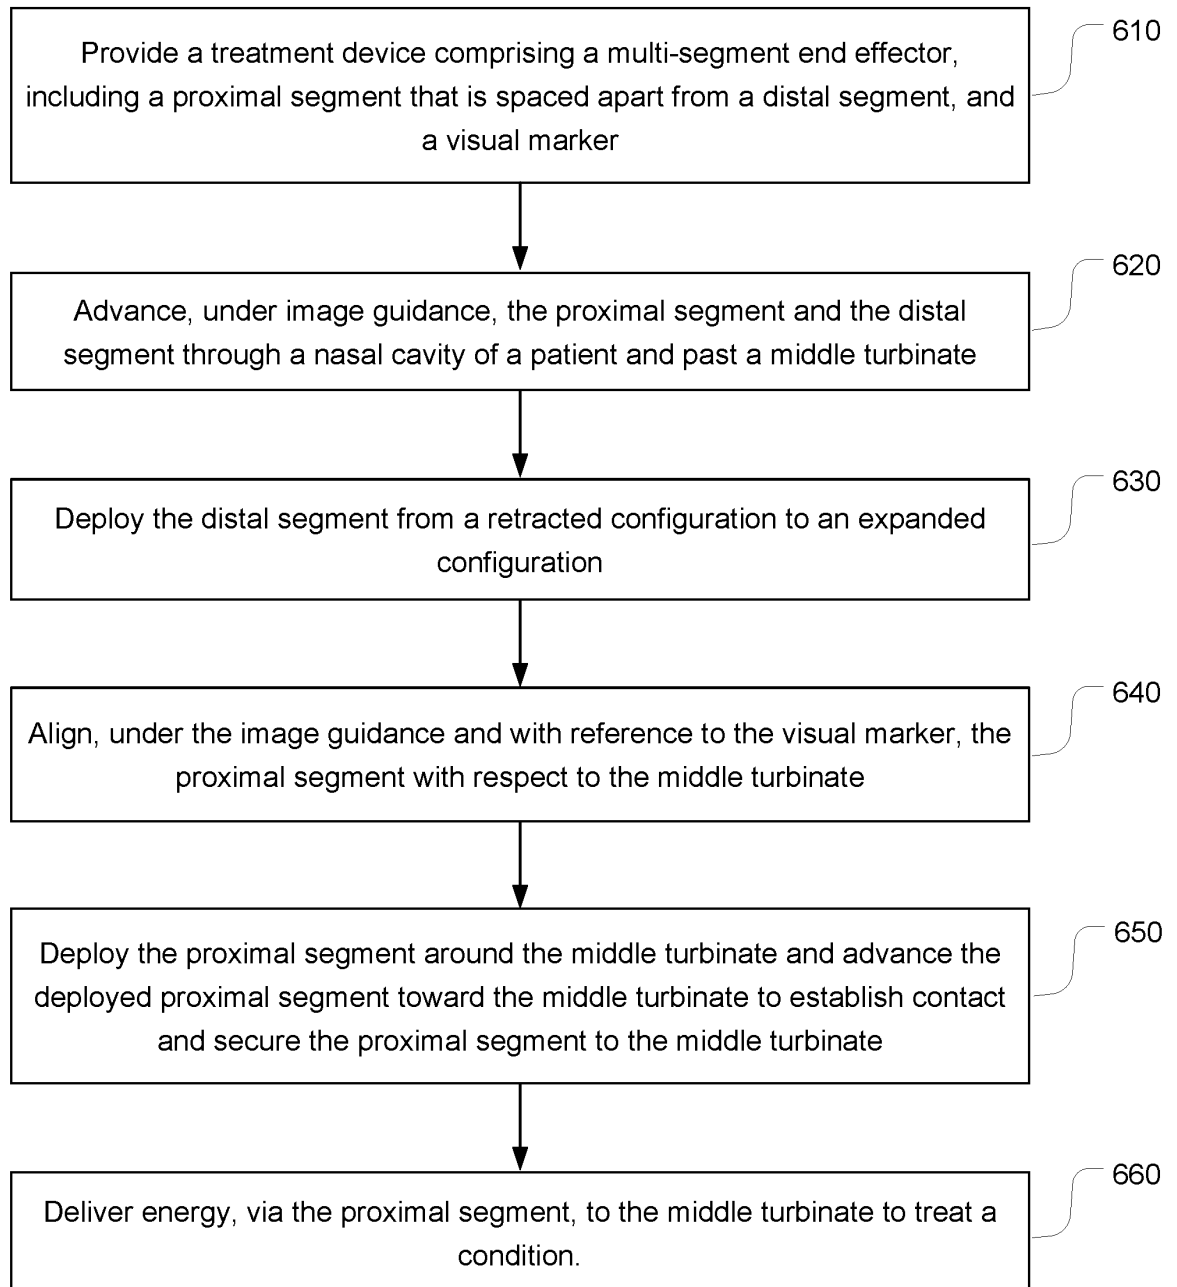 Provide a treatment device comprising a multi-segment end effector,
including a proximal segment that is spaced apart from a distal segment, and
a visual marker
610
Advance, under image guidance, the proximal segment and the distal
segment through a nasal cavity of a patient and past a middle turbinate
620
Deploy the distal segment from a retracted configuration to an expanded
configuration
630
Align, under the image guidance and with reference to the visual marker, the
proximal segment with respect to the middle turbinate
640
Deploy the proximal segment around the middle turbinate and advance the
deployed proximal segment toward the middle turbinate to establish contact
and secure the proximal segment to the middle turbinate
650
Deliver energy, via the proximal segment, to the middle turbinate to treat a
condition.
660